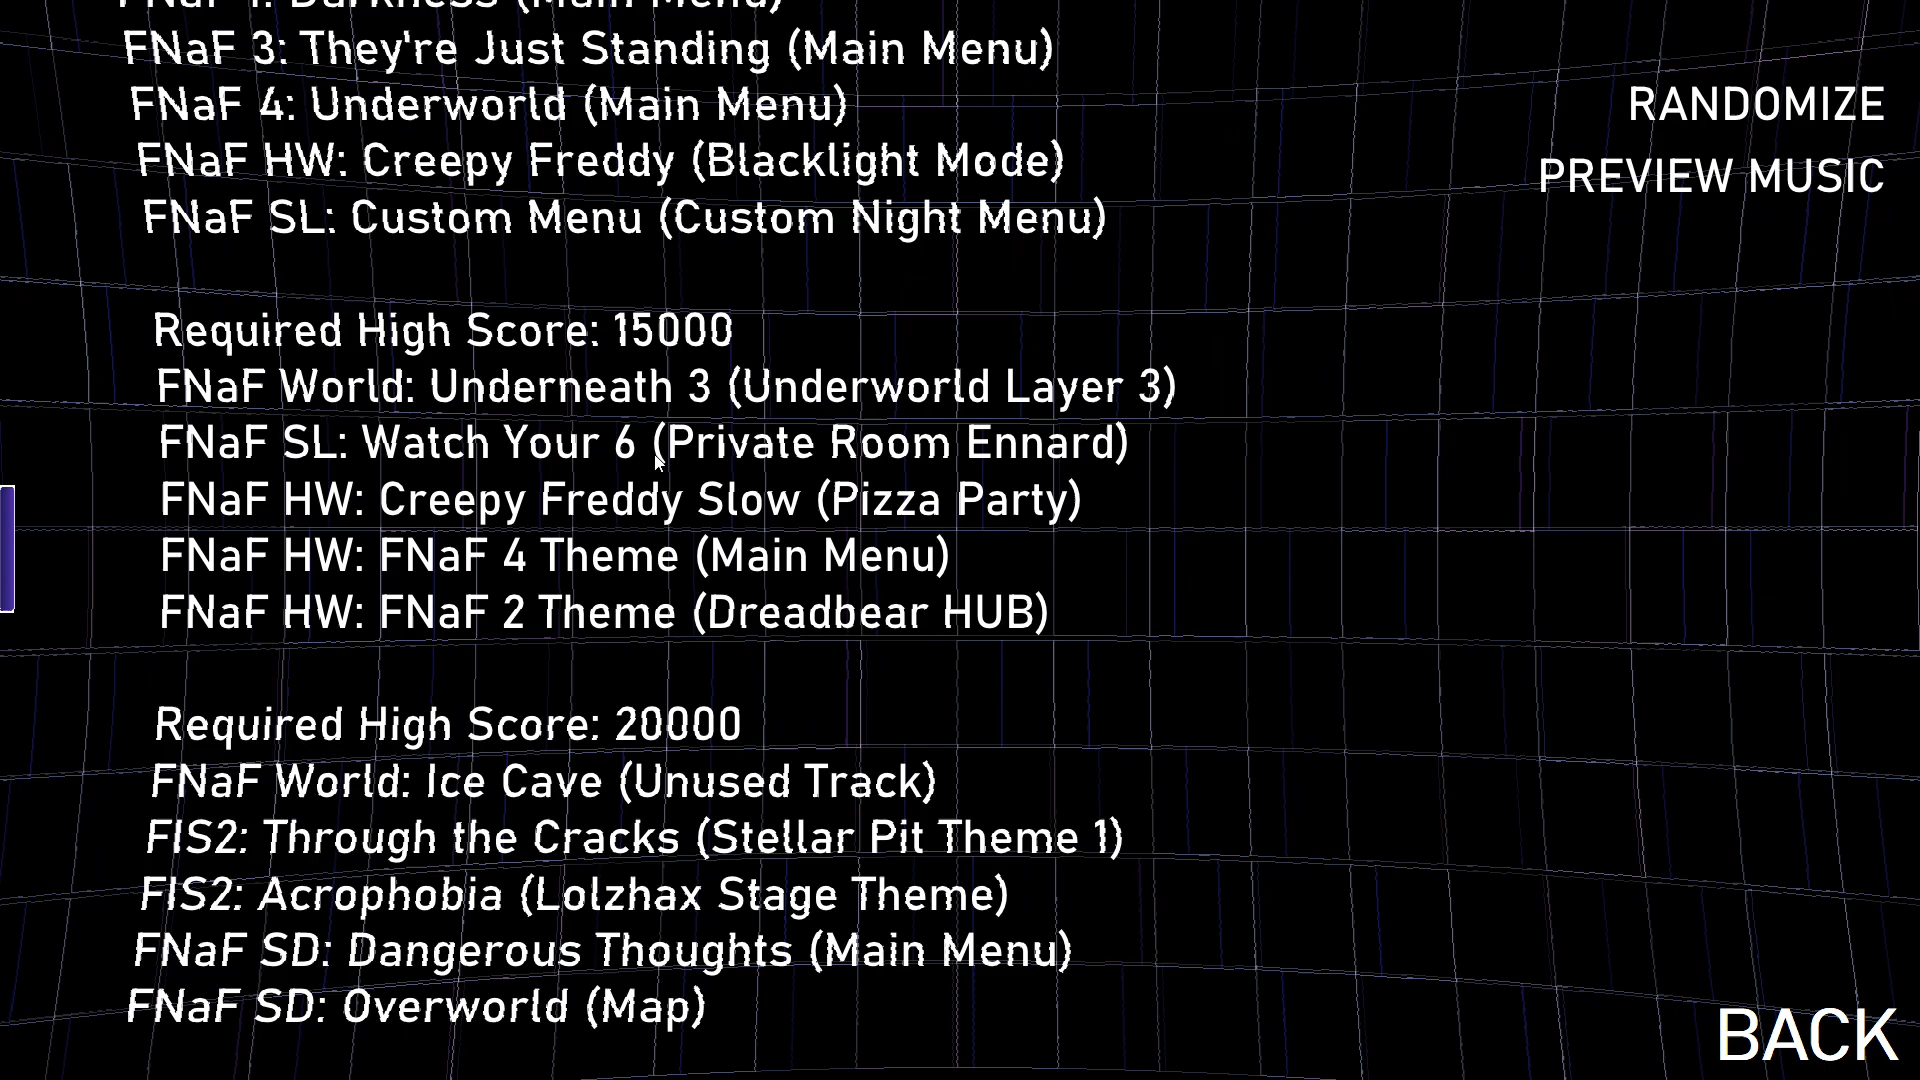 FNaF 1: Darkness (Main Menu)
FNaF 3: They're Just Standing (Main Menu)
FNaF 4: Underworld (Main Menu)
FNaF HW: Creepy Freddy (Blacklight Mode)
FNaF SL: Custom Menu (Custom Night Menu)
RANDOMIZE
PREVIEW MUSIC
Required High Score: 15000
FNaF World: Underneath 3 (Underworld Layer 3)
FNaF SL: Watch Your 6 (Private Room Ennard)
FNaF HW: Creepy Freddy Slow (Pizza Party)
FNaF HW: FNaF 4 Theme (Main Menu)
FNaF HW: FNaF 2 Theme (Dreadbear HUB)
Required High Score: 20000
FNaF World: Ice Cave (Unused Track)
FIS2: Through the Cracks (Stellar Pit Theme 1)
FIS2: Acrophobia (Lolzhax Stage Theme)
FNaF SD: Dangerous Thoughts (Main Menu)
FNaF SD: Overworld (Map)
BACK